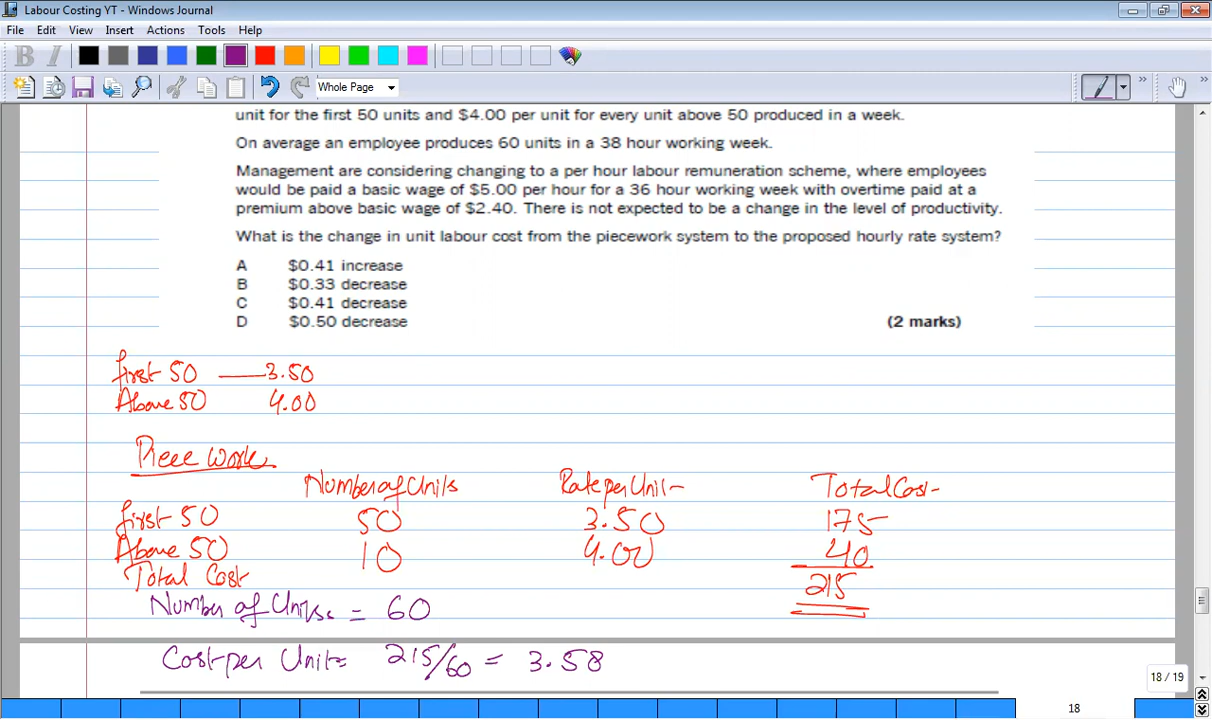 Labour Costing YT - Windows Journal
File Edit View Insert Actions Tools Help
B I
Whole Page
unit for the first 50 units and $4.00 per unit for every unit above 50 produced in a week.
On average an employee produces 60 units in a 38 hour working week.
Management are considering changing to a per hour labour remuneration scheme, where employees
would be paid a basic wage of $5.00 per hour for a 36 hour working week with overtime paid at a
premium above basic wage of $2.40. There is not expected to be a change in the level of productivity.
What is the change in unit labour cost from the piecework system to the proposed hourly rate system?
A $0.41 increase
B $0.33 decrease
C $0.41 decrease
D $0.50 decrease (2 marks)
first 50 — 3.50
Above 50 4.00
Piece Work
Number of Units Rate per Unit Total Cost
first 50 50 3.50 175
Above 50 10 4.00 40
Total Cost 215
Number of Units = 60
Cost per Unit = 215/60 = 3.58
18 / 19
18